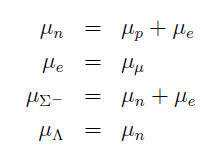 μ_n = μ_p + μ_e
μ_e = μ_μ
μ_Σ⁻ = μ_n + μ_e
μ_Λ = μ_n